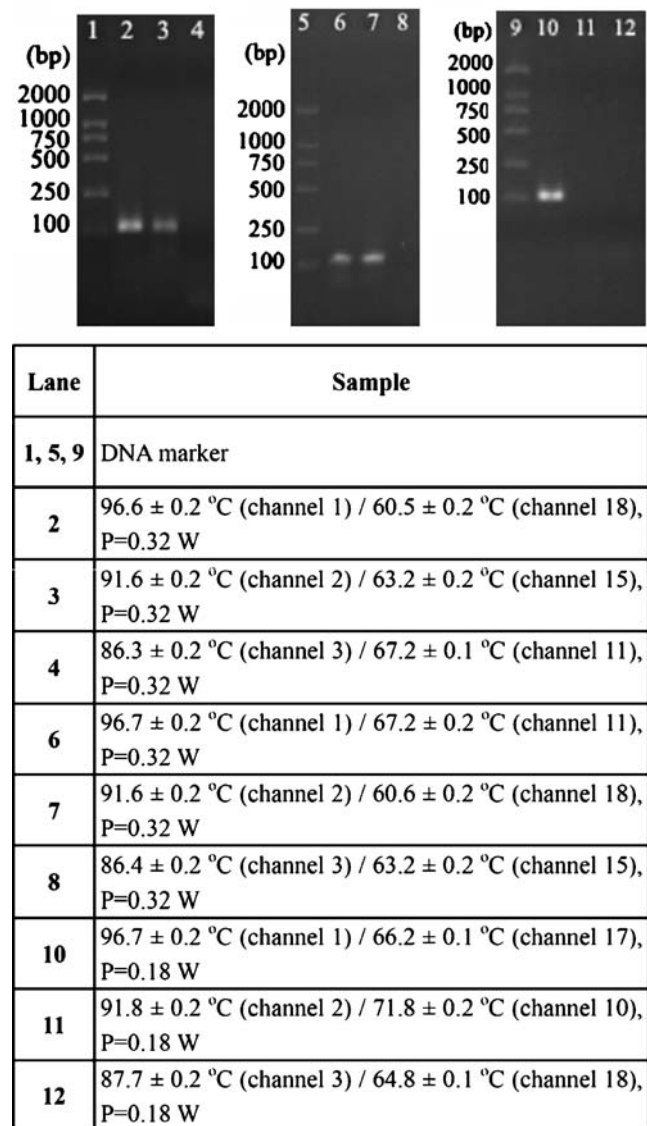 (bp) 1 2 3 4
2000
1000
750
500
250
100
(bp) 5 6 7 8
2000
1000
750
500
250
100
(bp) 9 10 11 12
2000
1000
750
500
250
100
Lane Sample
1, 5, 9 DNA marker
2 96.6 ± 0.2 °C (channel 1) / 60.5 ± 0.2 °C (channel 18),
P=0.32 W
3 91.6 ± 0.2 °C (channel 2) / 63.2 ± 0.2 °C (channel 15),
P=0.32 W
4 86.3 ± 0.2 °C (channel 3) / 67.2 ± 0.1 °C (channel 11),
P=0.32 W
6 96.7 ± 0.2 °C (channel 1) / 67.2 ± 0.2 °C (channel 11),
P=0.32 W
7 91.6 ± 0.2 °C (channel 2) / 60.6 ± 0.2 °C (channel 18),
P=0.32 W
8 86.4 ± 0.2 °C (channel 3) / 63.2 ± 0.2 °C (channel 15),
P=0.32 W
10 96.7 ± 0.2 °C (channel 1) / 66.2 ± 0.1 °C (channel 17),
P=0.18 W
11 91.8 ± 0.2 °C (channel 2) / 71.8 ± 0.2 °C (channel 10),
P=0.18 W
12 87.7 ± 0.2 °C (channel 3) / 64.8 ± 0.1 °C (channel 18),
P=0.18 W